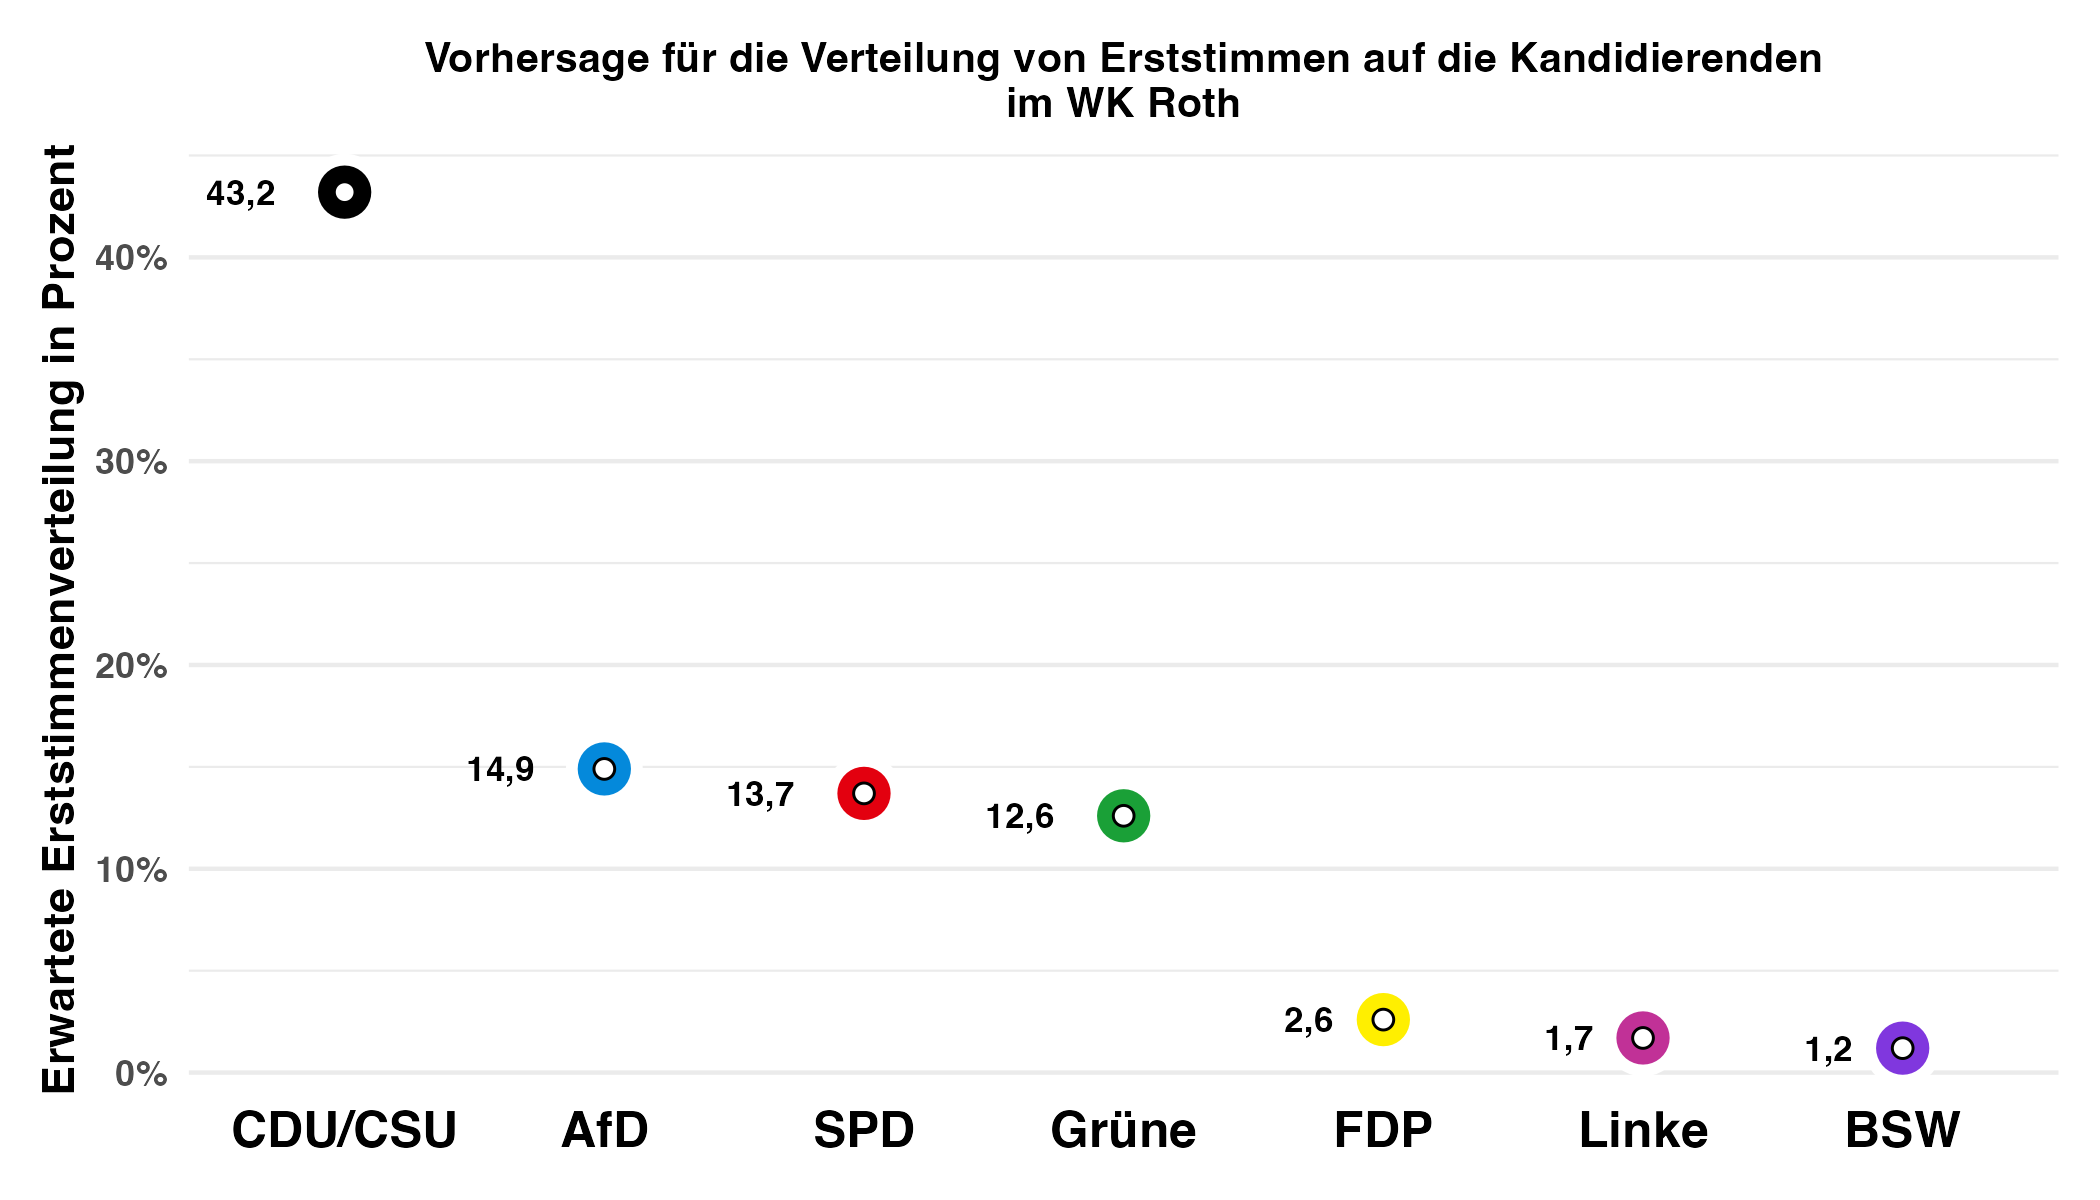 Vorhersage für die Verteilung von Erststimmen auf die Kandidierenden
im WK Roth
Erwartete Erststimmenverteilung in Prozent
40%
30%
20%
10%
0%
43,2
14,9
13,7
12,6
2,6
1,7
1,2
CDU/CSU
AfD
SPD
Grüne
FDP
Linke
BSW